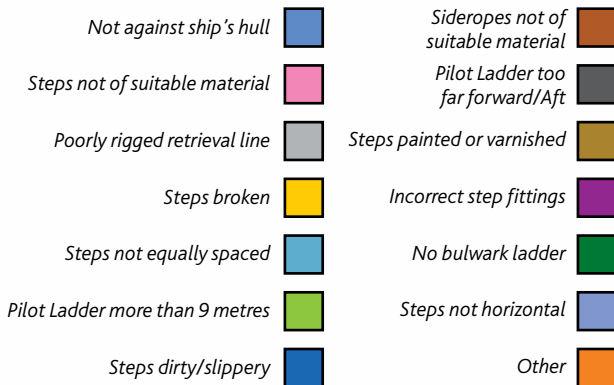 Not against ship’s hull
Steps not of suitable material
Poorly rigged retrieval line
Steps broken
Steps not equally spaced
Pilot Ladder more than 9 metres
Steps dirty/slippery
Sideropes not of
suitable material
Pilot Ladder too
far forward/Aft
Steps painted or varnished
Incorrect step fittings
No bulwark ladder
Steps not horizontal
Other